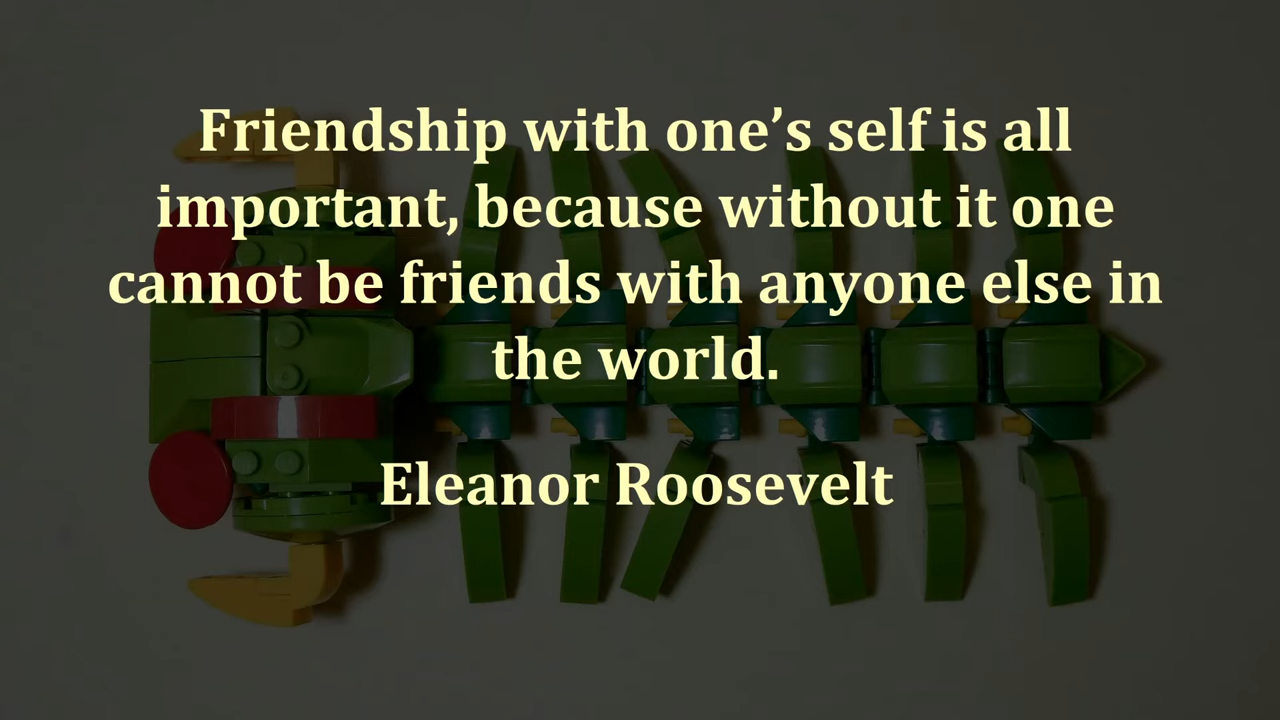 Friendship with one’s self is all
important, because without it one
cannot be friends with anyone else in
the world.
Eleanor Roosevelt